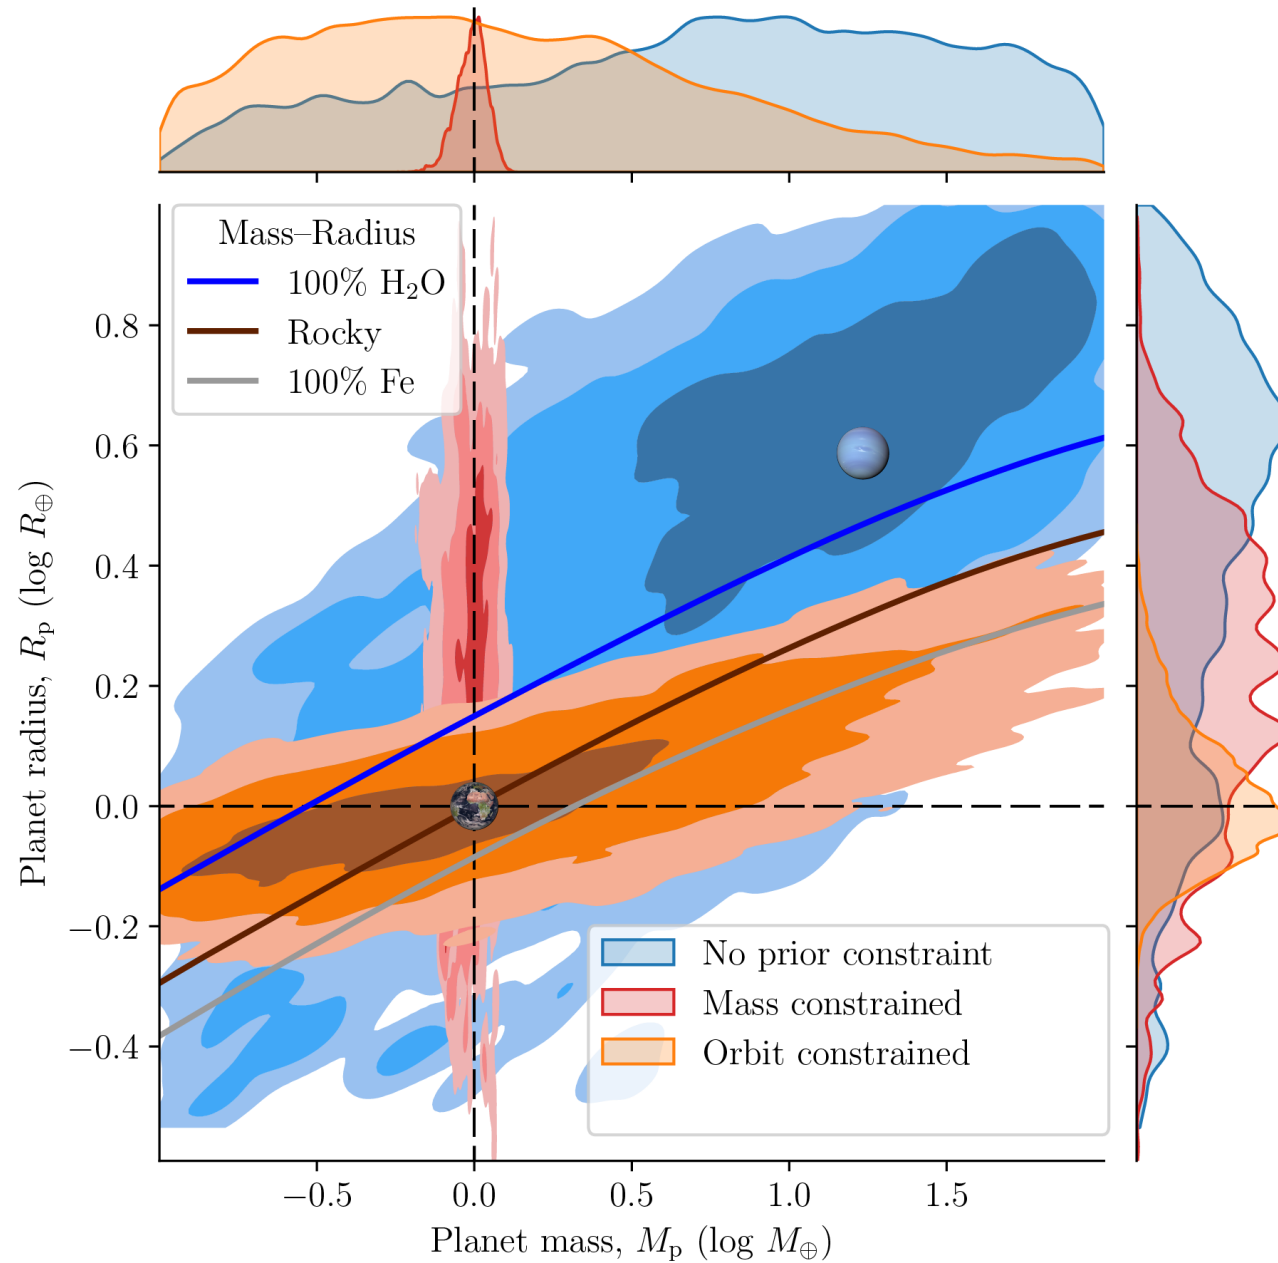 Mass–Radius
100% H₂O
Rocky
100% Fe
0.8
0.6
0.4
0.2
0.0
−0.2
−0.4
Planet radius, Rₚ (log R⊕)
No prior constraint
Mass constrained
Orbit constrained
−0.5 0.0 0.5 1.0 1.5
Planet mass, Mₚ (log M⊕)